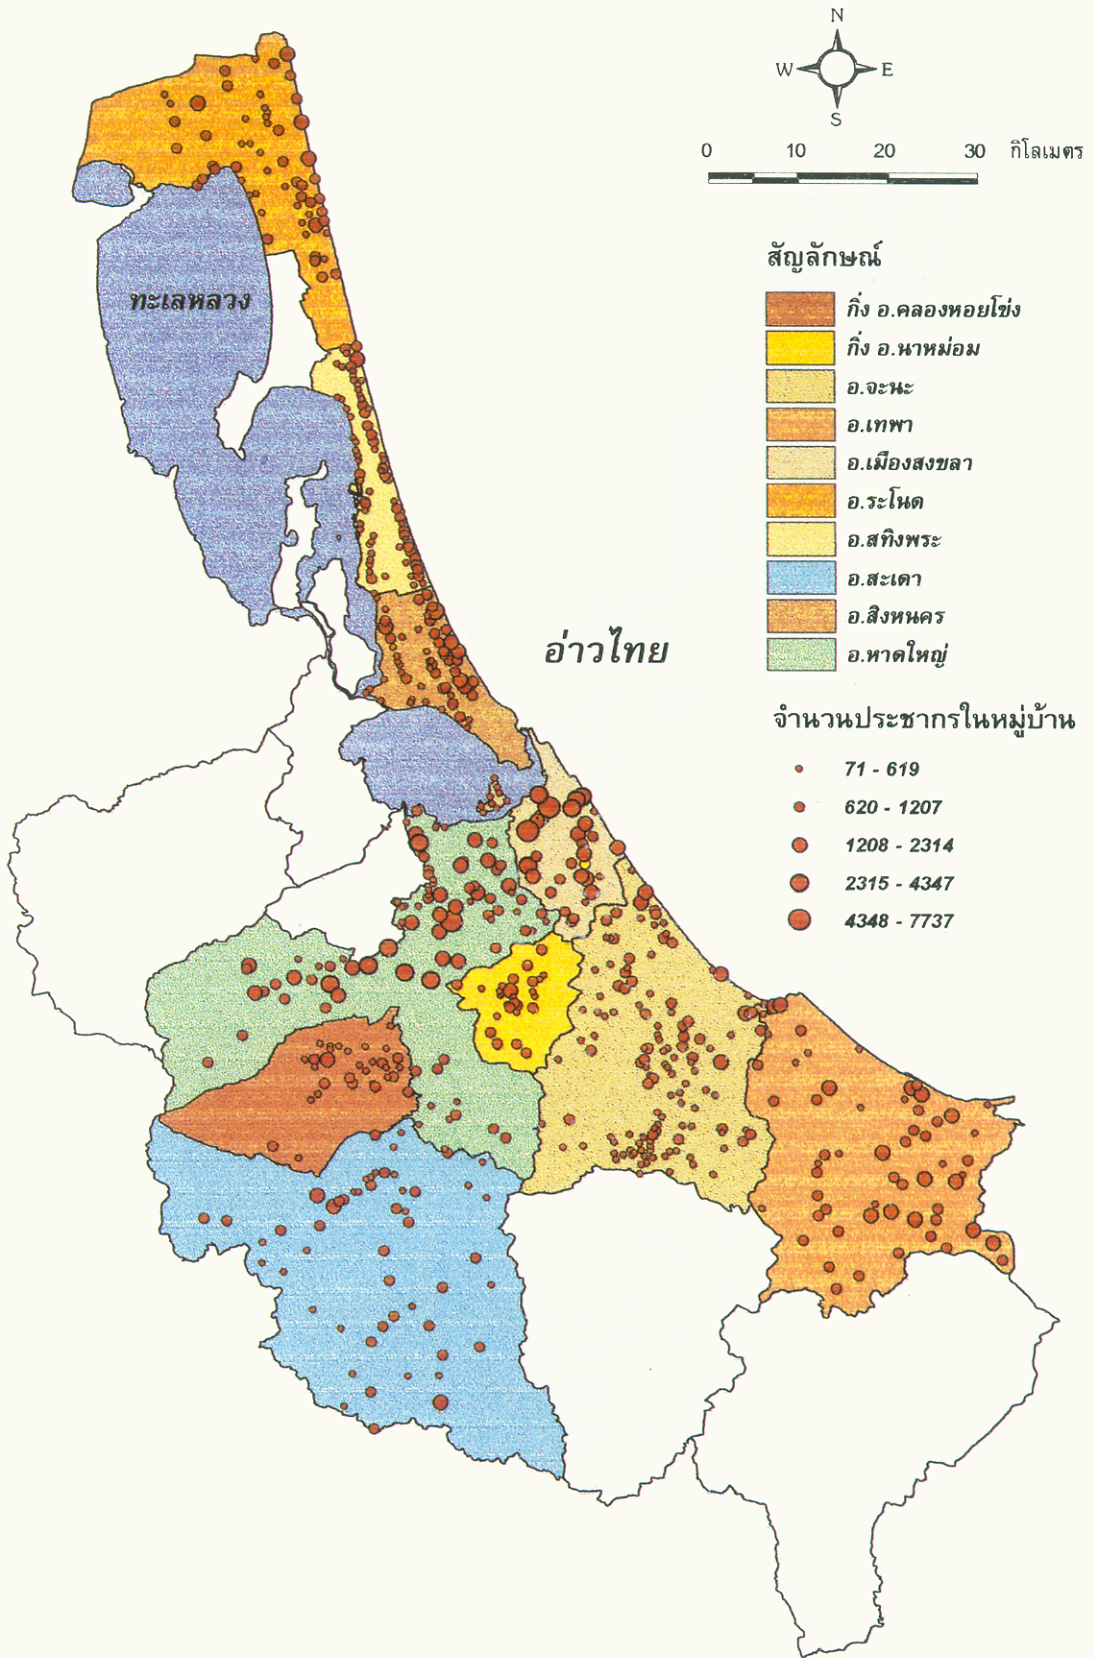 N
W E
S
0 10 20 30 กิโลเมตร
สัญลักษณ์
กิ่ง อ.คลองหอยโข่ง
กิ่ง อ.นาหม่อม
อ.จะนะ
อ.เทพา
อ.เมืองสงขลา
อ.ระโนด
อ.สทิงพระ
อ.สะเดา
อ.สิงหนคร
อ.หาดใหญ่
ทะเลหลวง
อ่าวไทย
จำนวนประชากรในหมู่บ้าน
71 - 619
620 - 1207
1208 - 2314
2315 - 4347
4348 - 7737